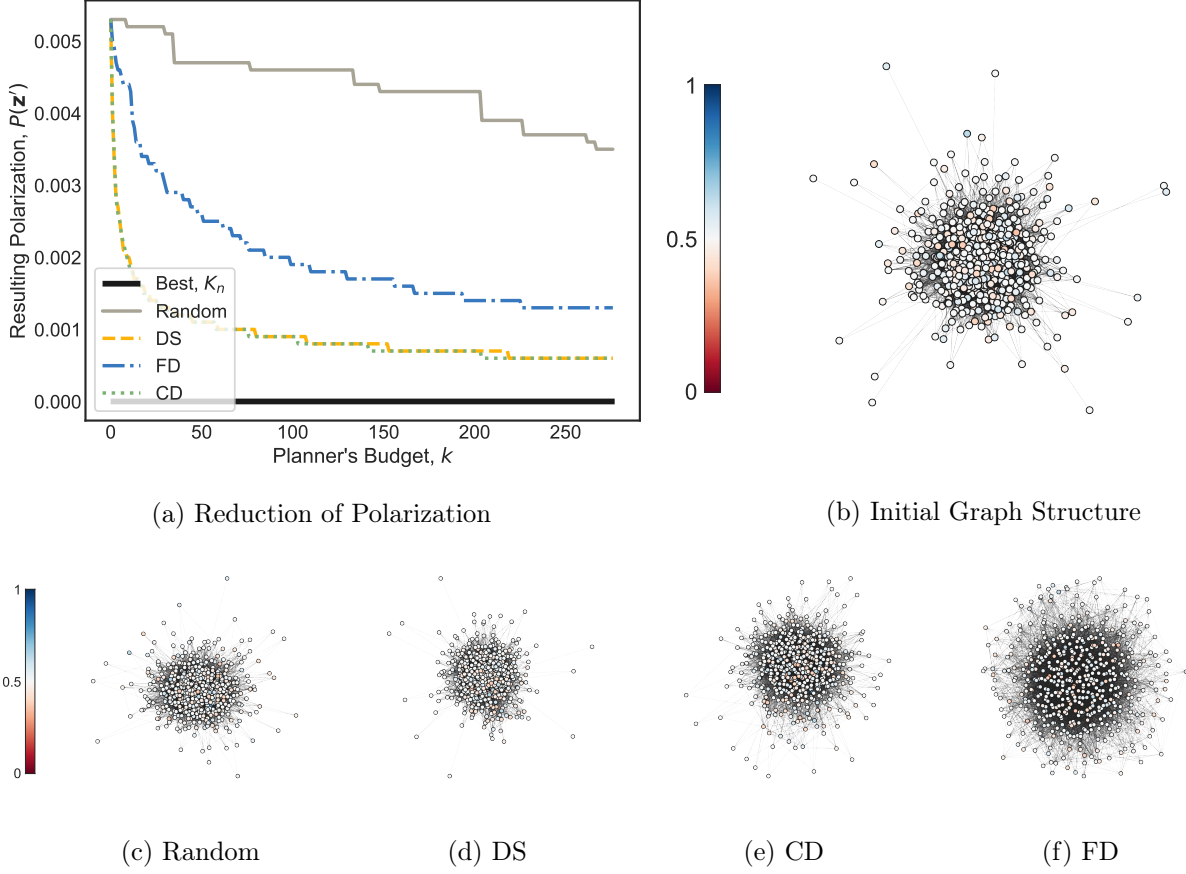 Resulting Polarization, P(z′)
0.005
0.004
0.003
0.002
0.001
0.000
Best, Kn
Random
DS
FD
CD
0
50
100
150
200
250
Planner's Budget, k
(a) Reduction of Polarization
1
0.5
0
(b) Initial Graph Structure
1
0.5
0
(c) Random
(d) DS
(e) CD
(f) FD